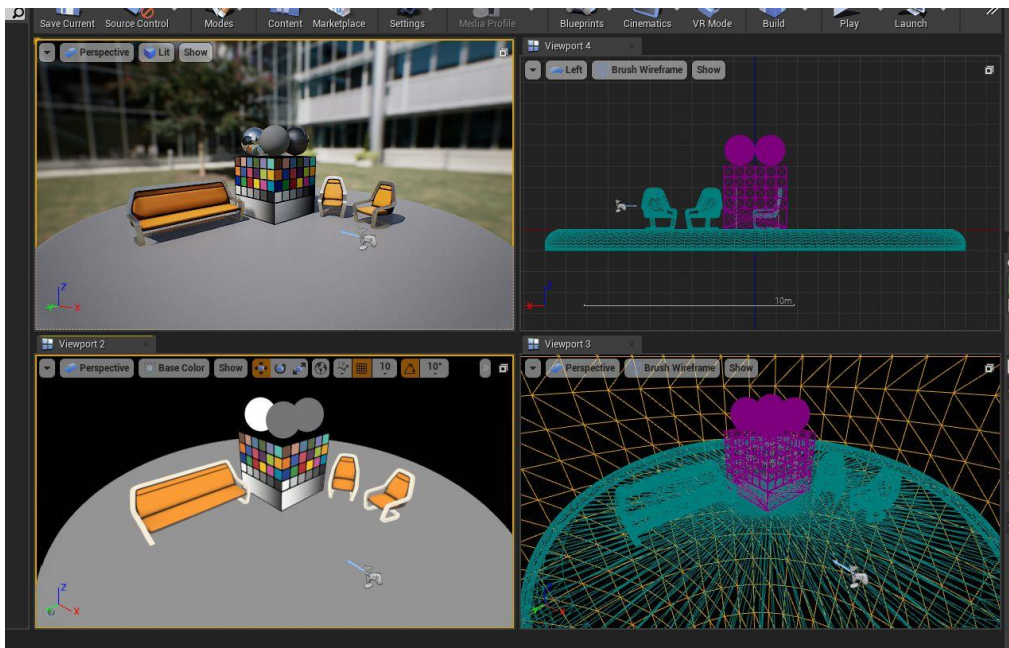 Save Current Source Control Modes Content Marketplace Settings Media Profile Blueprints Cinematics VR Mode Build Play Launch
Perspective Lit Show
Z
X
Viewport 4
Left Brush Wireframe Show
10m
Z
X
Viewport 2
Perspective Base Color Show 10 10°
Z
X
Viewport 3
Perspective Brush Wireframe Show
Z